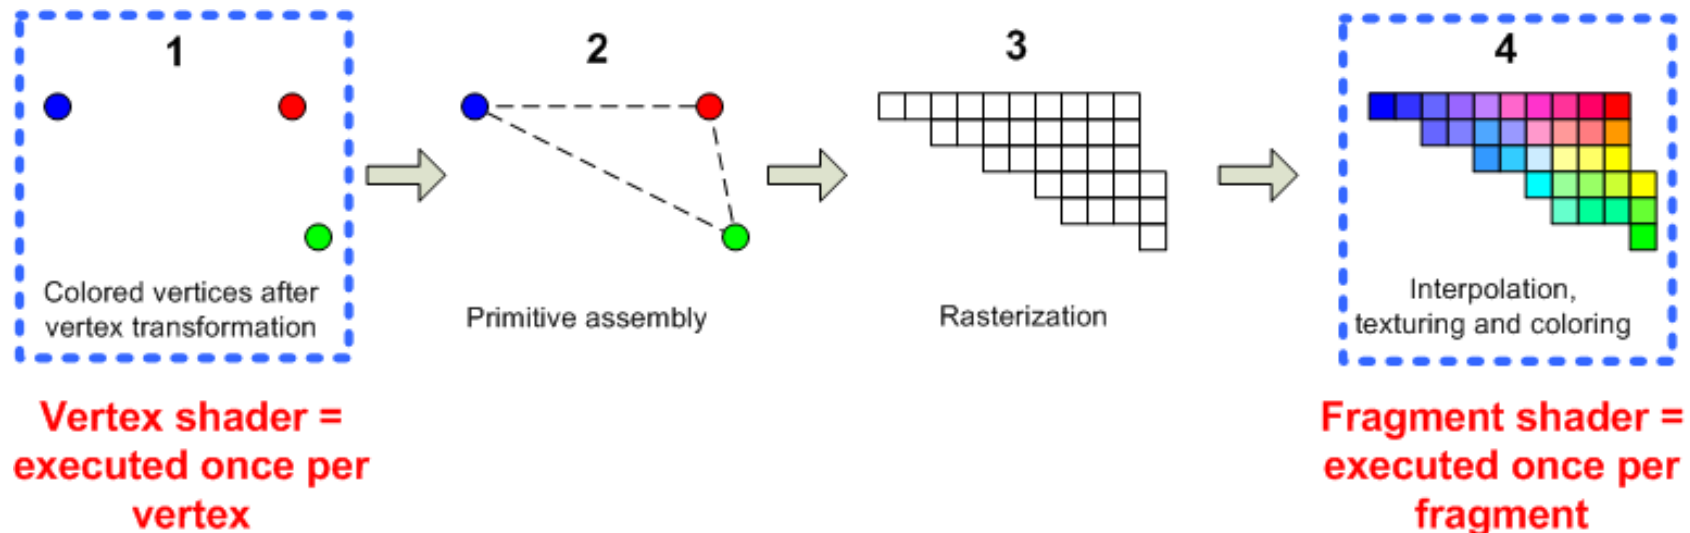 1
2
3
4
Colored vertices after
vertex transformation
Primitive assembly
Rasterization
Interpolation,
texturing and coloring
Vertex shader =
executed once per
vertex
Fragment shader =
executed once per
fragment